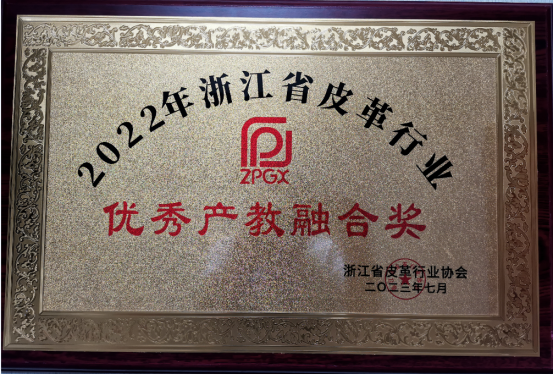 2022年浙江省皮革行业
ZPGX
优秀产教融合奖
浙江省皮革行业协会
二〇二三年七月